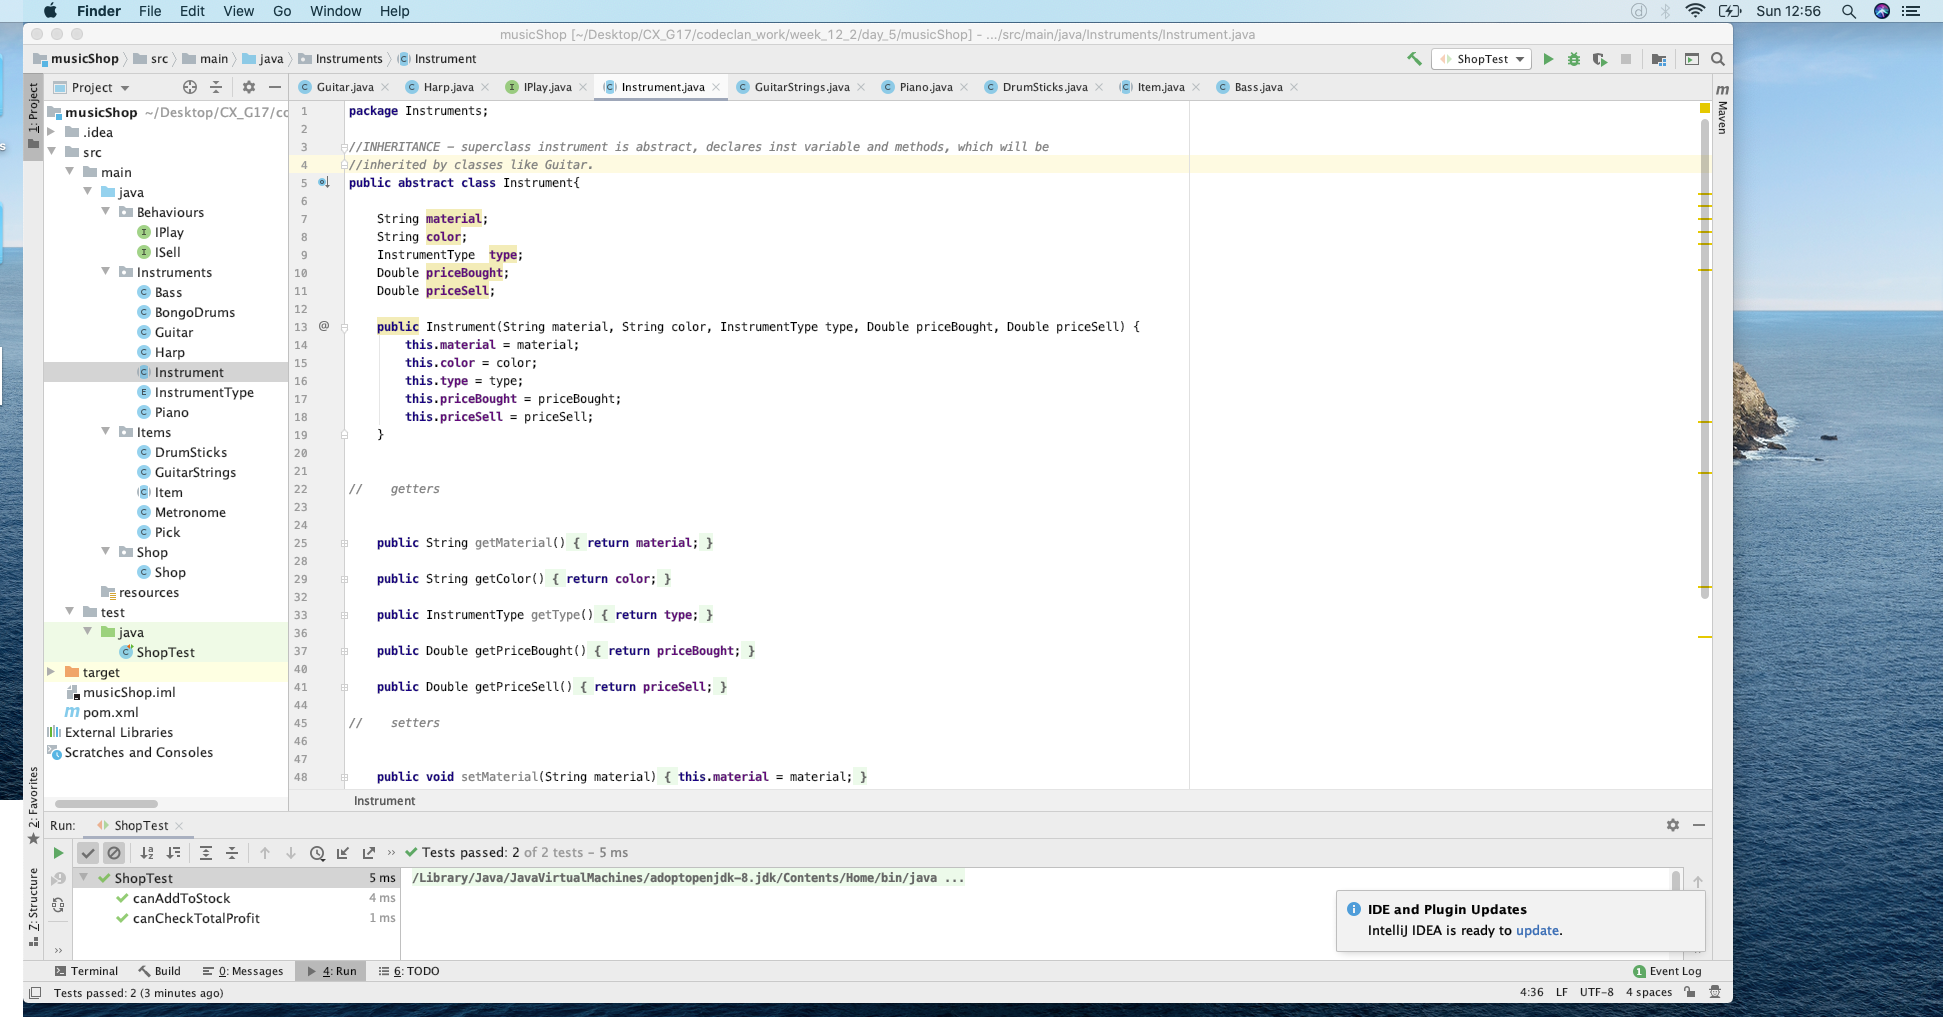 Finder File Edit View Go Window Help Sun 12:56
musicShop [~/Desktop/CX_G17/codeclan_work/week_12_2/day_5/musicShop] - .../src/main/java/Instruments/Instrument.java
musicShop src main java Instruments Instrument ShopTest
Project
Guitar.java Harp.java IPlay.java Instrument.java GuitarStrings.java Piano.java DrumSticks.java Item.java Bass.java
1: Project
Maven
musicShop ~/Desktop/CX_G17/cc
.idea
src
main
java
Behaviours
IPlay
ISell
Instruments
Bass
BongoDrums
Guitar
Harp
Instrument
InstrumentType
Piano
Items
DrumSticks
GuitarStrings
Item
Metronome
Pick
Shop
Shop
resources
test
java
ShopTest
target
musicShop.iml
pom.xml
External Libraries
Scratches and Consoles
1 package Instruments;
2
3 //INHERITANCE - superclass instrument is abstract, declares inst variable and methods, which will be
4 //inherited by classes like Guitar.
5 public abstract class Instrument{
6
7 String material;
8 String color;
9 InstrumentType  type;
10 Double priceBought;
11 Double priceSell;
12
13 @ public Instrument(String material, String color, InstrumentType type, Double priceBought, Double priceSell) {
14 this.material = material;
15 this.color = color;
16 this.type = type;
17 this.priceBought = priceBought;
18 this.priceSell = priceSell;
19 }
20
21
22 // getters
23
24
25 public String getMaterial() { return material; }
28
29 public String getColor() { return color; }
32
33 public InstrumentType getType() { return type; }
36
37 public Double getPriceBought() { return priceBought; }
40
41 public Double getPriceSell() { return priceSell; }
44
45 // setters
46
47
48 public void setMaterial(String material) { this.material = material; }
Instrument
2: Favorites
Z: Structure
Run: ShopTest
Tests passed: 2 of 2 tests - 5 ms
ShopTest 5 ms
canAddToStock 4 ms
canCheckTotalProfit 1 ms
/Library/Java/JavaVirtualMachines/adoptopenjdk-8.jdk/Contents/Home/bin/java ...
IDE and Plugin Updates
IntelliJ IDEA is ready to update.
Terminal Build 0: Messages 4: Run 6: TODO 1 Event Log
Tests passed: 2 (3 minutes ago) 4:36 LF UTF-8 4 spaces